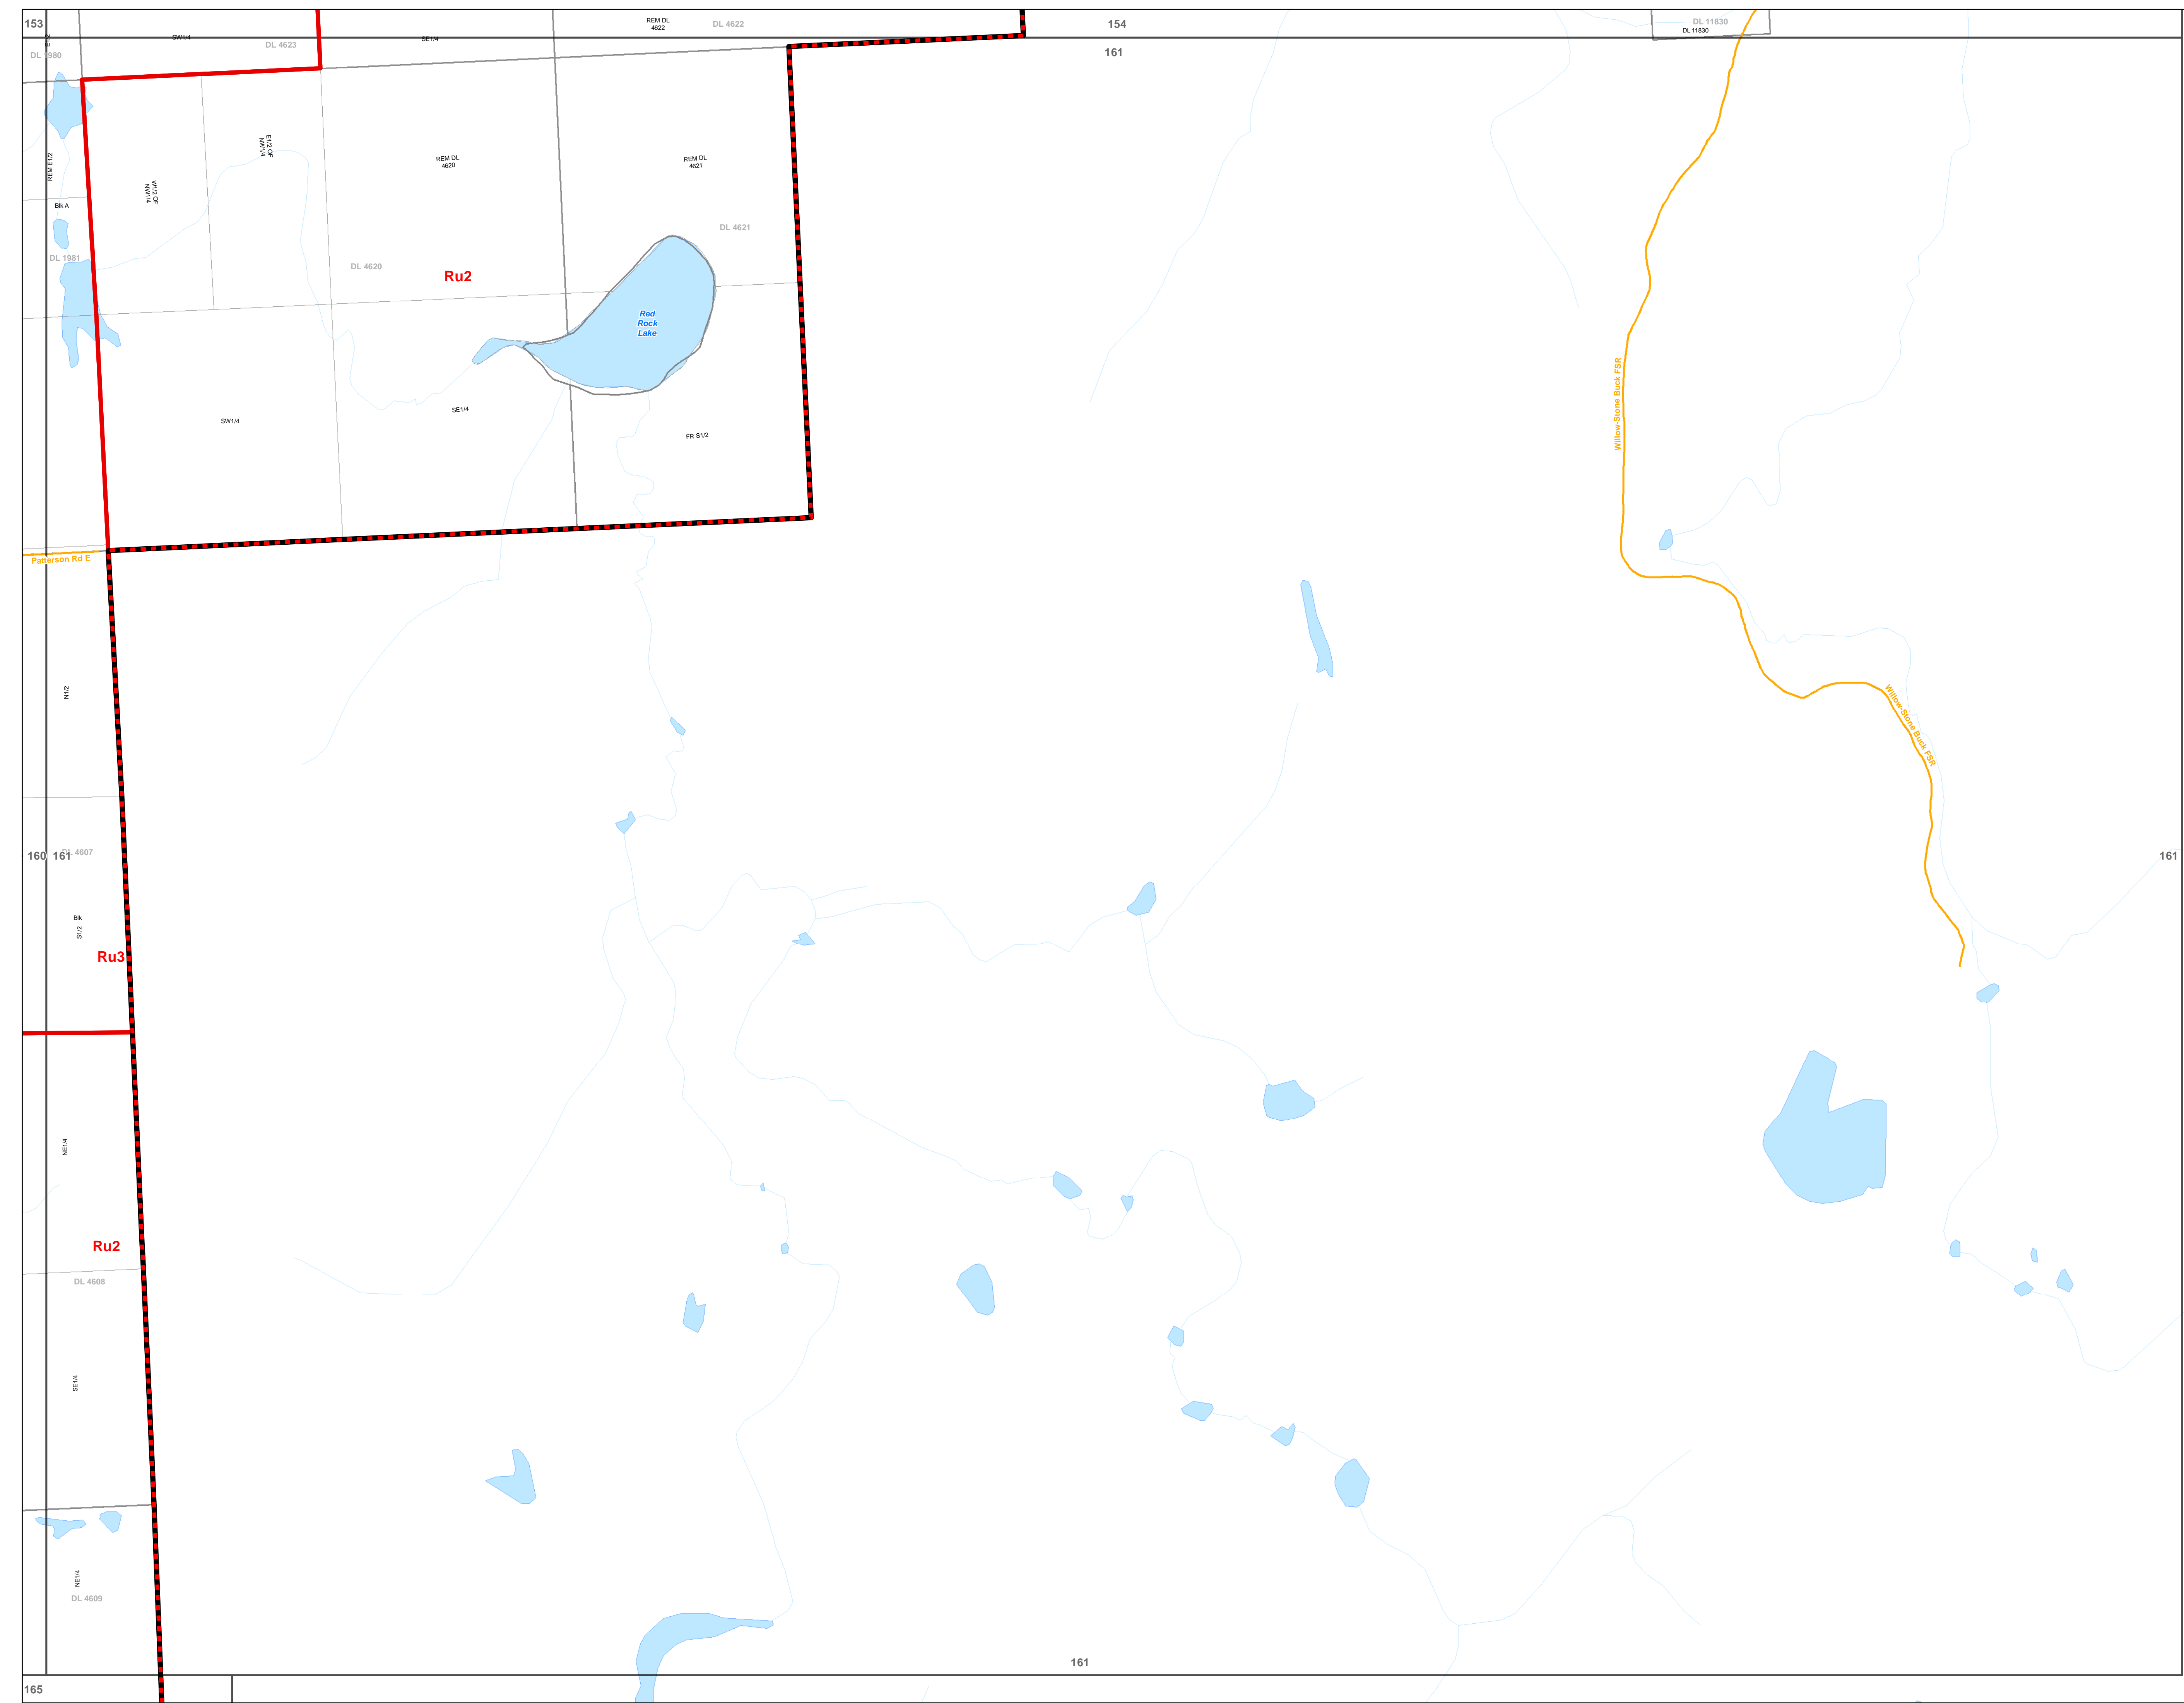 153
REM DL
4622
DL 4622
154
DL 11830
DL 11830
E1/2
SW1/4
DL 4623
SE1/4
DL 1980
161
REM E1/2
E1/2 OF
NW1/4
W1/2 OF
NW1/4
REM DL
4620
REM DL
4621
Blk A
DL 4621
DL 1981
DL 4620
Ru2
Red
Rock
Lake
Willow-Stone Buck FSR
SW1/4
SE1/4
FR S1/2
Patterson Rd E
N1/2
Willow-Stone Buck FSR
160
161
DL 4607
161
Blk
S1/2
Ru3
NE1/4
Ru2
DL 4608
SE1/4
NE1/4
DL 4609
161
165